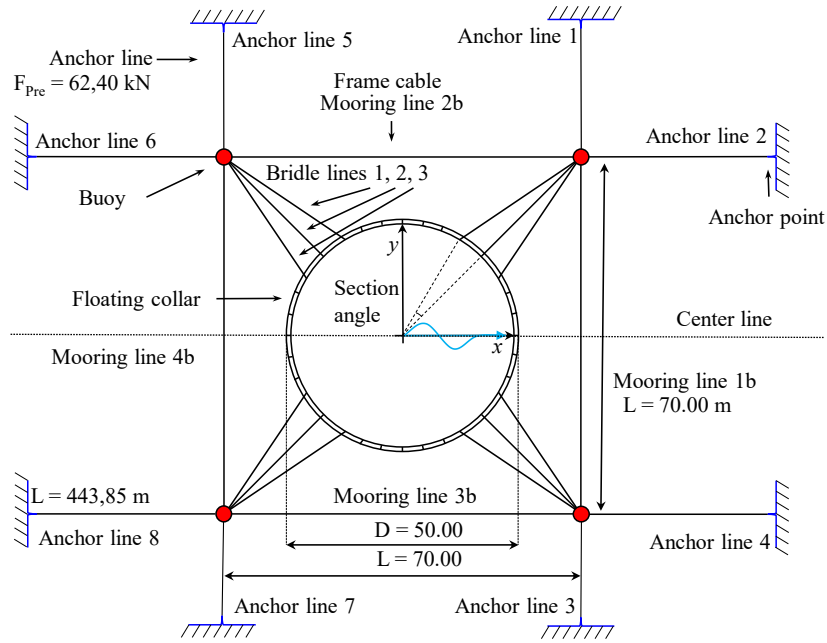 Anchor line 5
Anchor line 1
Anchor line
F_Pre = 62,40 kN
Frame cable
Mooring line 2b
Anchor line 6
Anchor line 2
Bridle lines 1, 2, 3
Buoy
Anchor point
y
Section
angle
Floating collar
x
Center line
Mooring line 4b
Mooring line 1b
L = 70.00 m
L = 443,85 m
Mooring line 3b
Anchor line 8
D = 50.00
Anchor line 4
L = 70.00
Anchor line 7
Anchor line 3